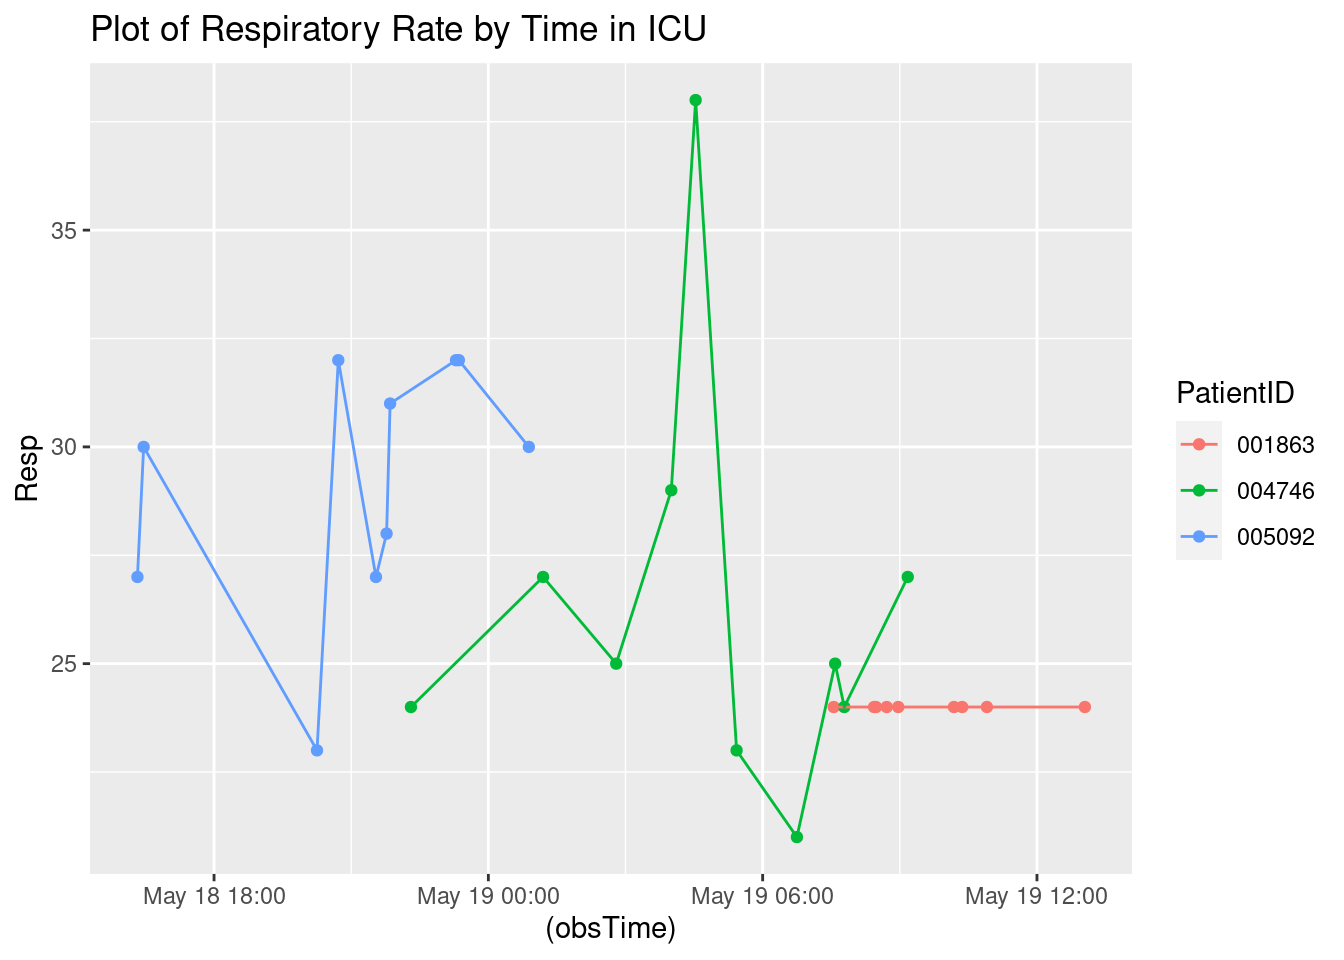 Plot of Respiratory Rate by Time in ICU
Resp
35
30
25
May 18 18:00
May 19 00:00
May 19 06:00
May 19 12:00
(obsTime)
PatientID
001863
004746
005092